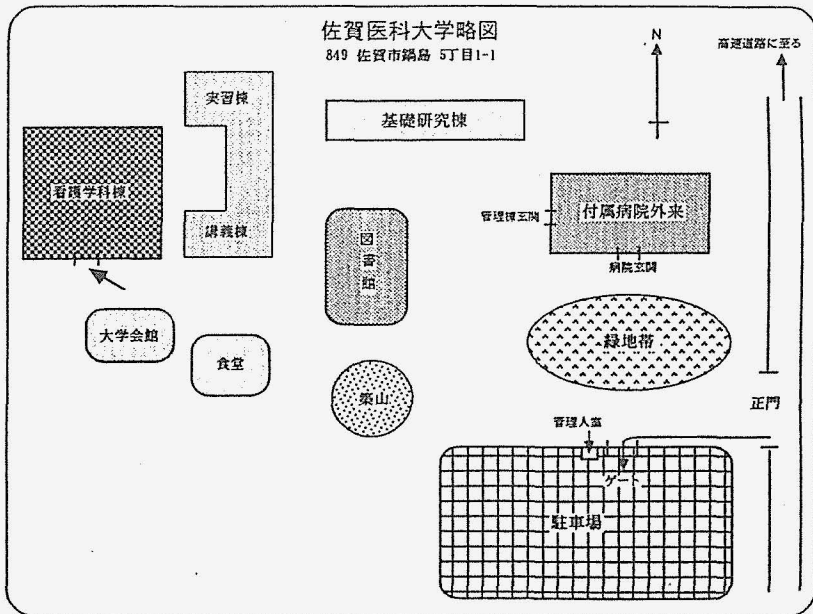 佐賀医科大学略図
849 佐賀市鍋島 5丁目1-1
N
高速道路に至る
実習棟
基礎研究棟
看護学科棟
付属病院外来
管理棟玄関
講義棟
図書館
病院玄関
大学会館
緑地帯
食堂
築山
正門
管理人室
ゲート
駐車場